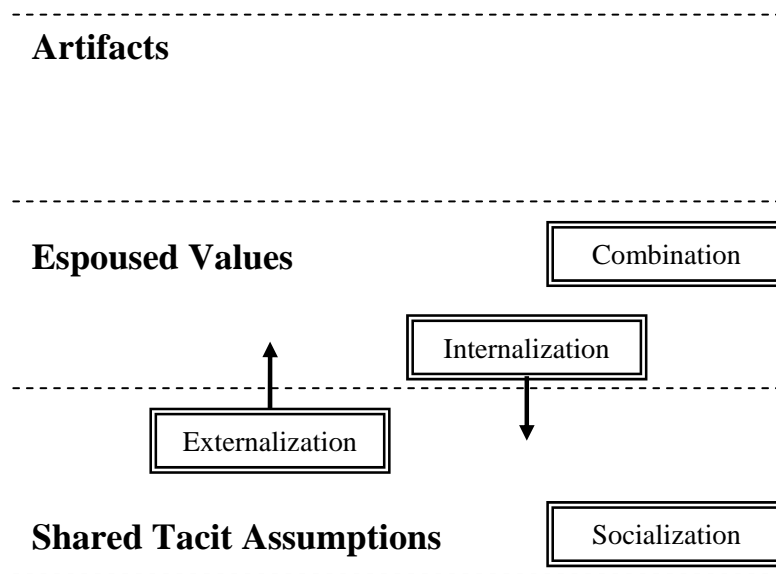 Artifacts
Espoused Values
Combination
Internalization
Externalization
Shared Tacit Assumptions
Socialization